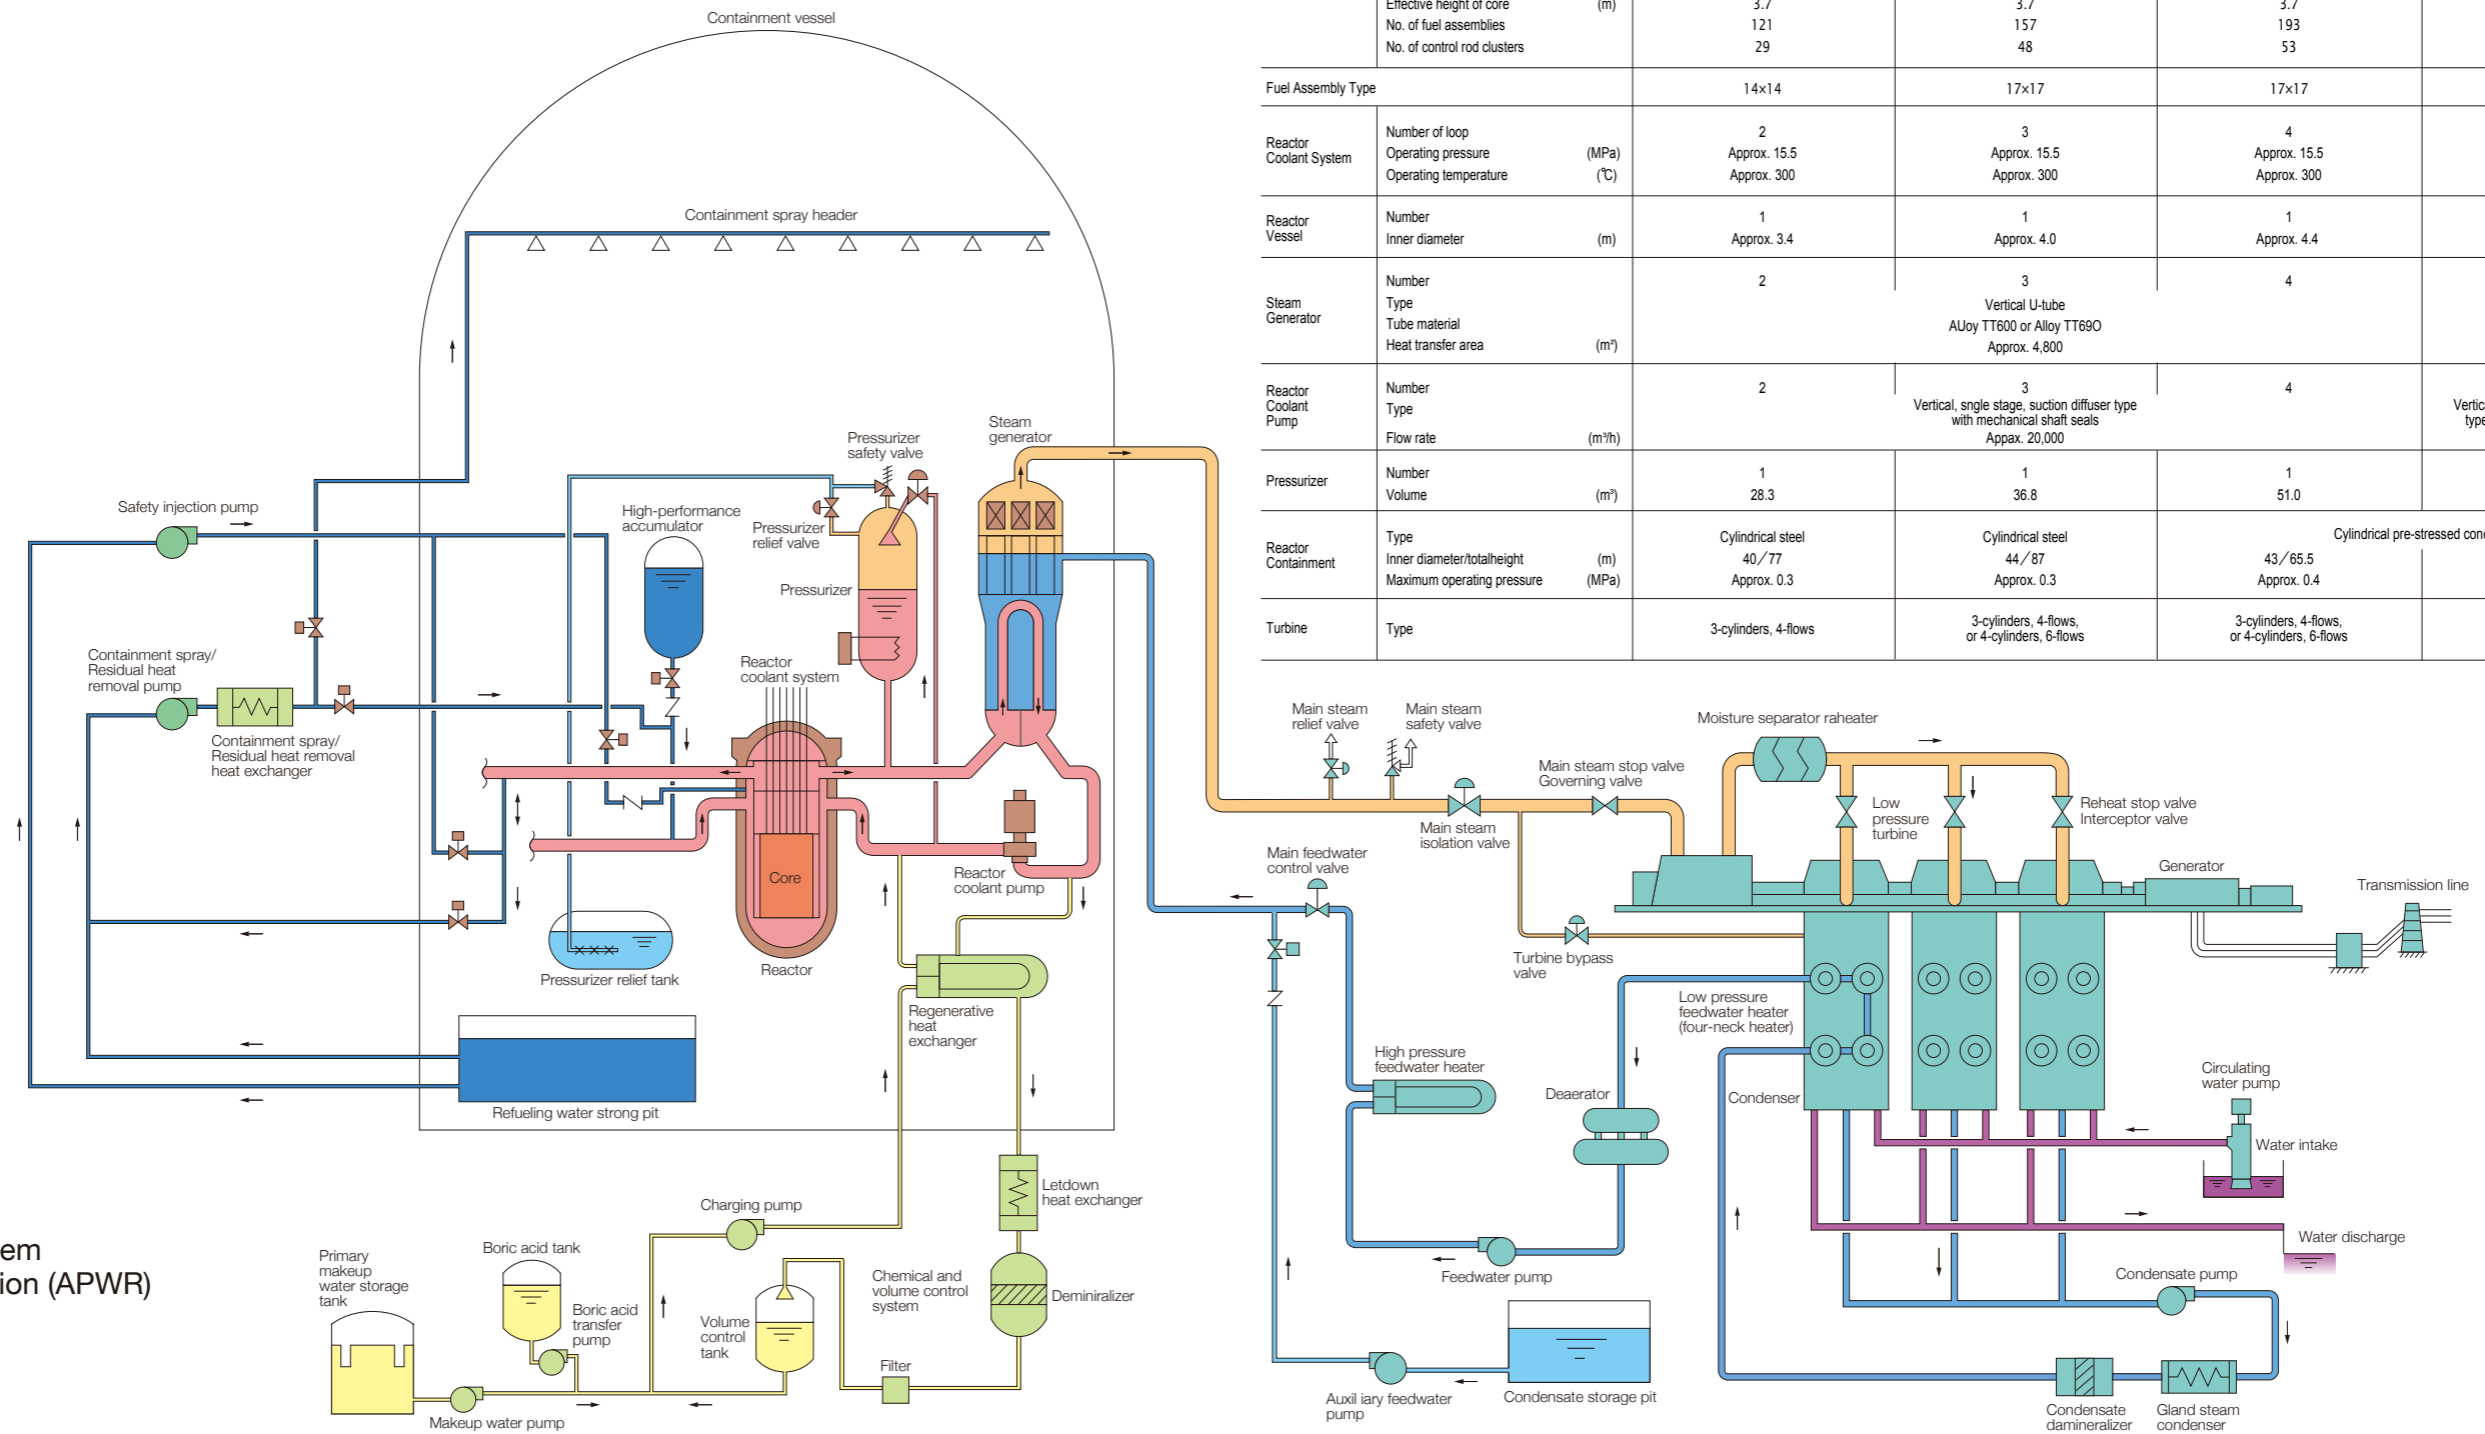 Containment vessel
Effective height of core (m) 3.7 3.7 3.7
No. of fuel assemblies 121 157 193
No. of control rod clusters 29 48 53
Fuel Assembly Type 14×14 17×17 17×17
Reactor
Coolant System
Number of loop 2 3 4
Operating pressure (MPa) Approx. 15.5 Approx. 15.5 Approx. 15.5
Operating temperature (℃) Approx. 300 Approx. 300 Approx. 300
Reactor
Vessel
Number 1 1 1
Inner diameter (m) Approx. 3.4 Approx. 4.0 Approx. 4.4
Steam
Generator
Number 2 3 4
Type Vertical U-tube
Tube material AUoy TT600 or Alloy TT69O
Heat transfer area (m²) Approx. 4,800
Reactor
Coolant
Pump
Number 2 3 4
Type Vertical, sngle stage, suction diffuser type
with mechanical shaft seals
Vertic
type
Flow rate (m³/h) Appax. 20,000
Pressurizer
Number 1 1 1
Volume (m³) 28.3 36.8 51.0
Reactor
Containment
Type Cylindrical steel Cylindrical steel Cylindrical pre-stressed conc
Inner diameter/totalheight (m) 40/77 44/87 43/65.5
Maximum operating pressure (MPa) Approx. 0.3 Approx. 0.3 Approx. 0.4
Turbine Type 3-cylinders, 4-flows
3-cylinders, 4-flows,
or 4-cylinders, 6-flows
3-cylinders, 4-flows,
or 4-cylinders, 6-flows
Containment spray header
Steam
generator
Pressurizer
safety valve
Safety injection pump
High-performance
accumulator
Pressurizer
relief valve
Pressurizer
Containment spray/
Residual heat
removal pump
Reactor
coolant system
Containment spray/
Residual heat removal
heat exchanger
Core
Reactor
coolant pump
Reactor
Pressurizer relief tank
Regenerative
heat
exchanger
Refueling water strong pit
Letdown
heat exchanger
Charging pump
em
ion (APWR)
Primary
makeup
water storage
tank
Boric acid tank
Boric acid
transfer
pump
Volume
control
tank
Chemical and
volume control
system
Deminiralizer
Filter
Makeup water pump
Main steam
relief valve
Main steam
safety valve
Moisture separator raheater
Main steam stop valve
Governing valve
Main steam
isolation valve
Low
pressure
turbine
Reheat stop valve
Interceptor valve
Main feedwater
control valve
Generator
Transmission line
Turbine bypass
valve
Low pressure
feedwater heater
(four-neck heater)
High pressure
feedwater heater
Deaerator
Condenser
Circulating
water pump
Water intake
Water discharge
Feedwater pump
Condensate pump
Auxil iary feedwater
pump
Condensate storage pit
Condensate
damineralizer
Gland steam
condenser